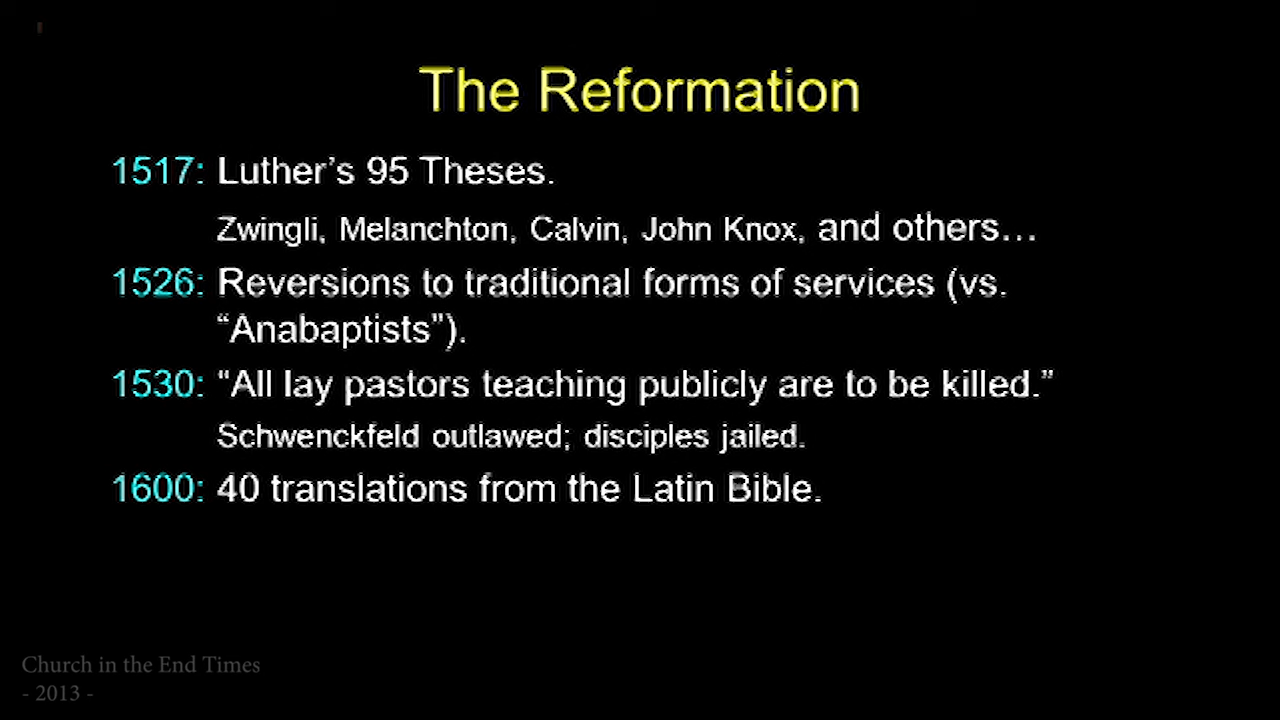 The Reformation
1517: Luther’s 95 Theses.
Zwingli, Melanchton, Calvin, John Knox, and others…
1526: Reversions to traditional forms of services (vs.
“Anabaptists”).
1530: “All lay pastors teaching publicly are to be killed.”
Schwenckfeld outlawed; disciples jailed.
1600: 40 translations from the Latin Bible.
Church in the End Times
- 2013 -